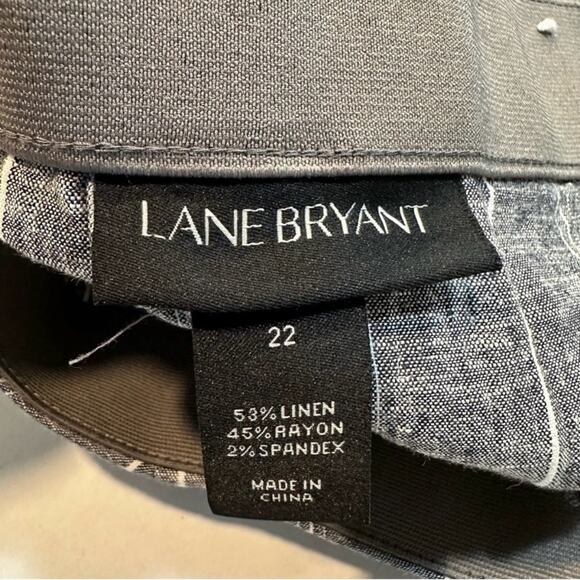 LANE BRYANT
22
53% LINEN
45% RAYON
2% SPANDEX
MADE IN
CHINA